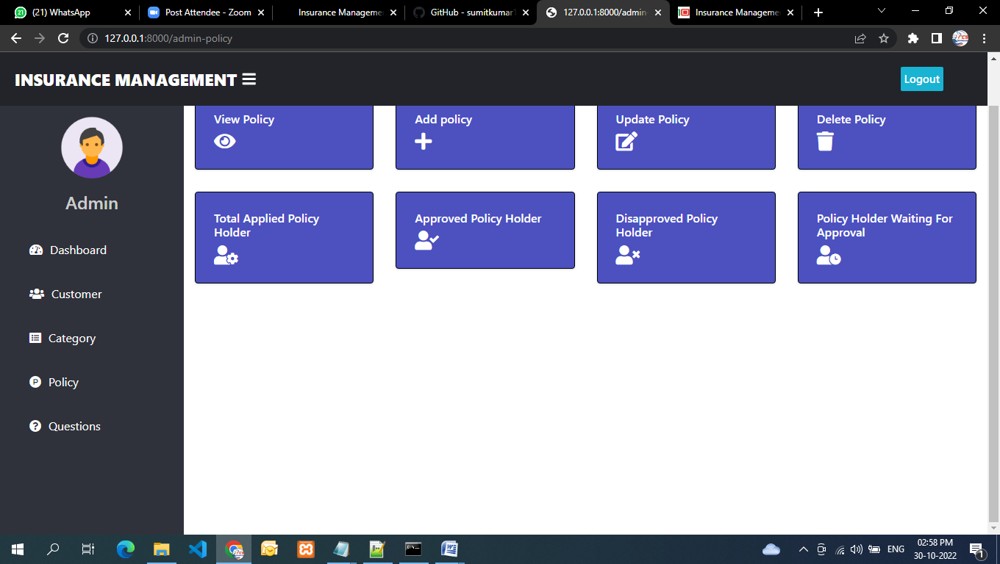 (21) WhatsApp
Post Attendee - Zoom
Insurance Manageme
GitHub - sumitkumar
127.0.0.1:8000/admin-
Insurance Manageme
127.0.0.1:8000/admin-policy
INSURANCE MANAGEMENT
Logout
Admin
Dashboard
Customer
Category
Policy
Questions
View Policy
Add policy
Update Policy
Delete Policy
Total Applied Policy
Holder
Approved Policy Holder
Disapproved Policy
Holder
Policy Holder Waiting For
Approval
ENG
02:58 PM
30-10-2022
1